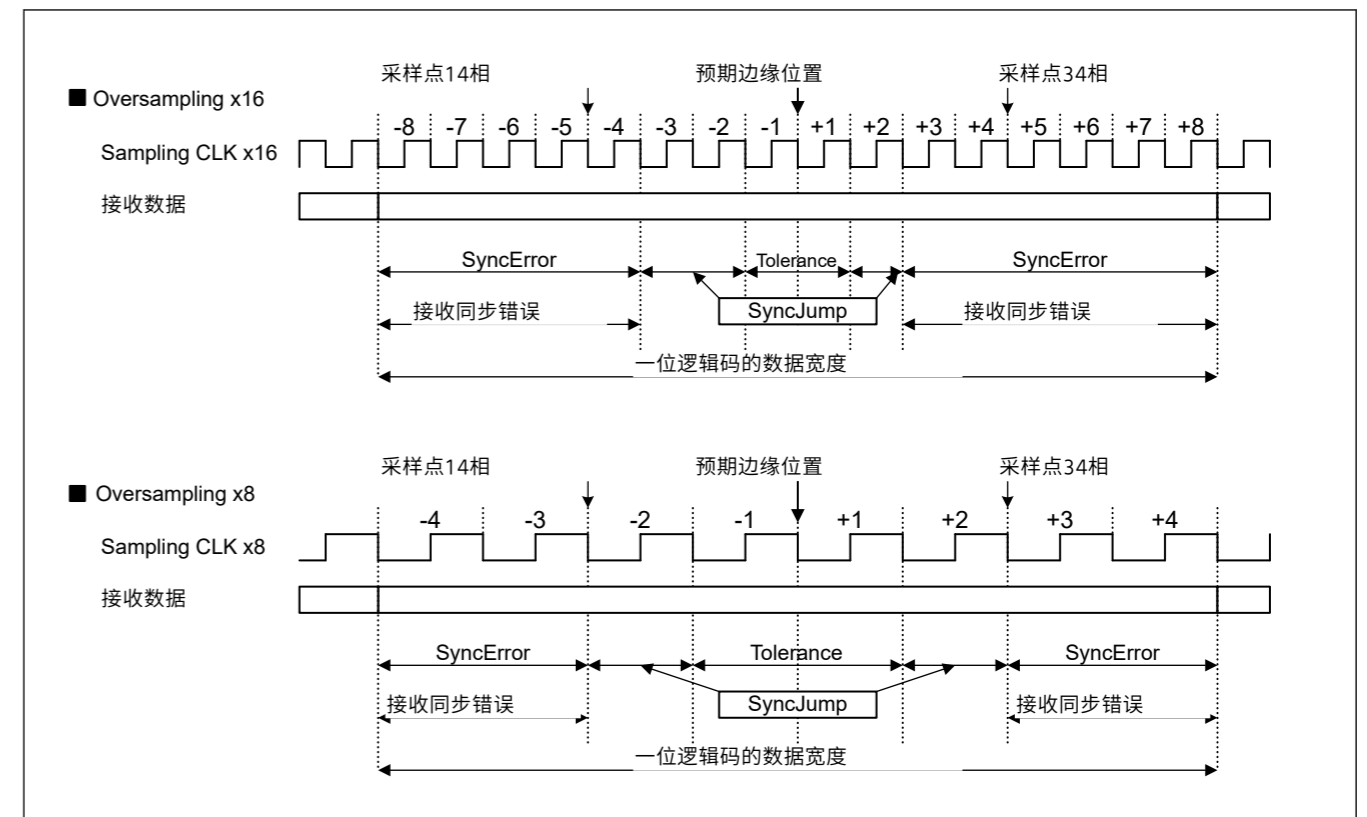 采样点14相 预期边缘位置 采样点34相
■ Oversampling x16
-8 -7 -6 -5 -4 -3 -2 -1 +1 +2 +3 +4 +5 +6 +7 +8
Sampling CLK x16
接收数据
SyncError Tolerance SyncError
接收同步错误 SyncJump 接收同步错误
一位逻辑码的数据宽度
采样点14相 预期边缘位置 采样点34相
■ Oversampling x8
-4 -3 -2 -1 +1 +2 +3 +4
Sampling CLK x8
接收数据
SyncError Tolerance SyncError
接收同步错误 SyncJump 接收同步错误
一位逻辑码的数据宽度